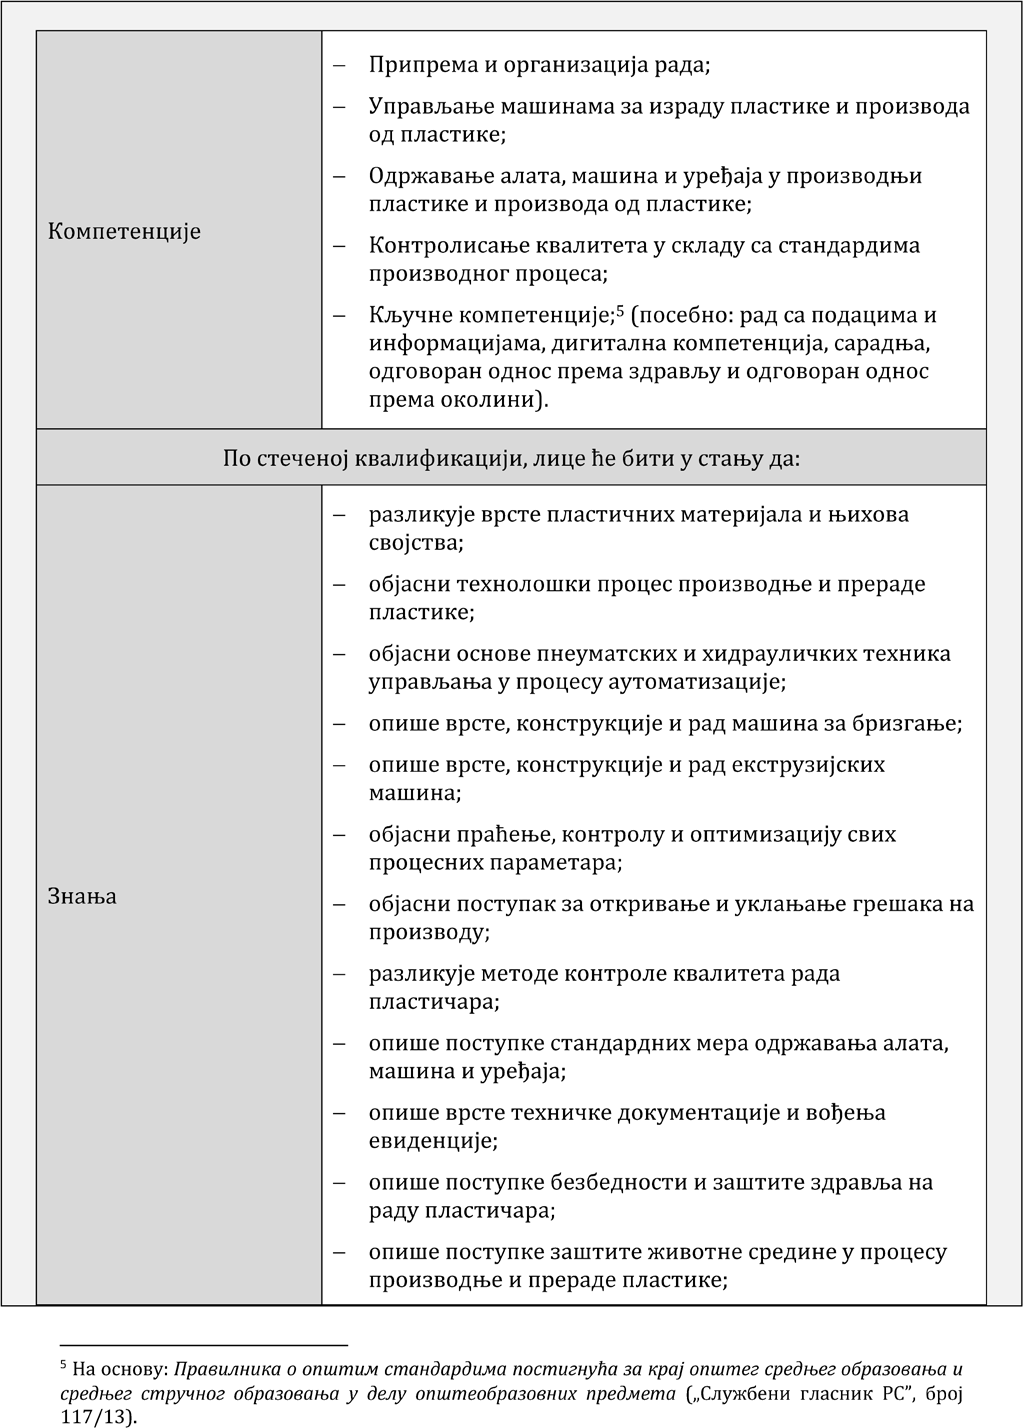 Компетенције
– Припрема и организација рада;
– Управљање машинама за израду пластике и производа
од пластике;
– Одржавање алата, машина и уређаја у производњи
пластике и производа од пластике;
– Контролисање квалитета у складу са стандардима
производног процеса;
– Кључне компетенције;⁵ (посебно: рад са подацима и
информацијама, дигитална компетенција, сарадња,
одговоран однос према здрављу и одговоран однос
према околини).
По стеченој квалификацији, лице ће бити у стању да:
Знања
– разликује врсте пластичних материјала и њихова
својства;
– објасни технолошки процес производње и прераде
пластике;
– објасни основе пнеуматских и хидрауличких техника
управљања у процесу аутоматизације;
– опише врсте, конструкције и рад машина за бризгање;
– опише врсте, конструкције и рад екструзијских
машина;
– објасни праћење, контролу и оптимизацију свих
процесних параметара;
– објасни поступак за откривање и уклањање грешака на
производу;
– разликује методе контроле квалитета рада
пластичара;
– опише поступке стандардних мера одржавања алата,
машина и уређаја;
– опише врсте техничке документације и вођења
евиденције;
– опише поступке безбедности и заштите здравља на
раду пластичара;
– опише поступке заштите животне средине у процесу
производње и прераде пластике;
⁵ На основу: Правилника о општим стандардима постигнућа за крај општег средњег образовања и
средњег стручног образовања у делу општеобразовних предмета („Службени гласник РС”, број
117/13).